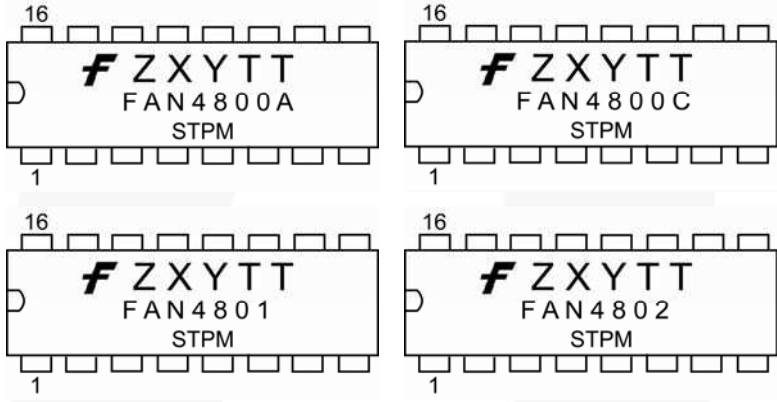 16
ZXYTT
FAN4800A
STPM
1
16
ZXYTT
FAN4800C
STPM
1
16
ZXYTT
FAN4801
STPM
1
16
ZXYTT
FAN4802
STPM
1